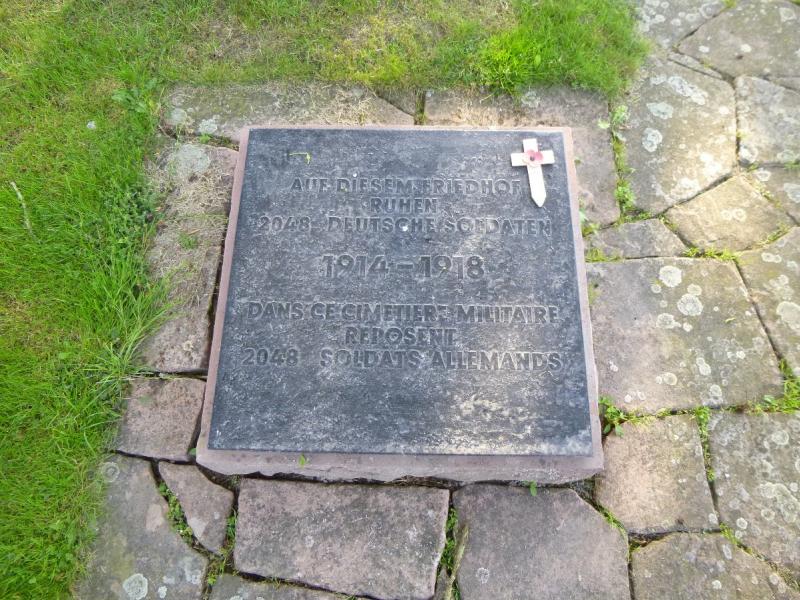 AUF DIESEM FRIEDHOF
RUHEN
2048 DEUTSCHE SOLDATEN
1914–1918
DANS CE CIMETIERE MILITAIRE
REPOSENT
2048 SOLDATS ALLEMANDS